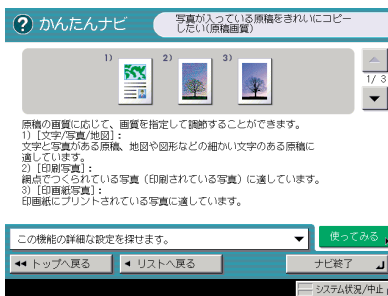 かんたんナビ
写真が入っている原稿をきれいにコピー
したい(原稿画質)
1)
2)
3)
1/ 3
原稿の画質に応じて、画質を指定して調節することができます。
1) [文字/写真/地図]:
文字と写真がある原稿、地図や図形などの細かい文字のある原稿に
適しています。
2) [印刷写真]:
網点でつくられている写真(印刷されている写真)に適しています。
3) [印画紙写真]:
印画紙にプリントされている写真に適しています。
この機能の詳細な設定を探せます。
使ってみる
トップへ戻る
リストへ戻る
ナビ終了
システム状況/中止